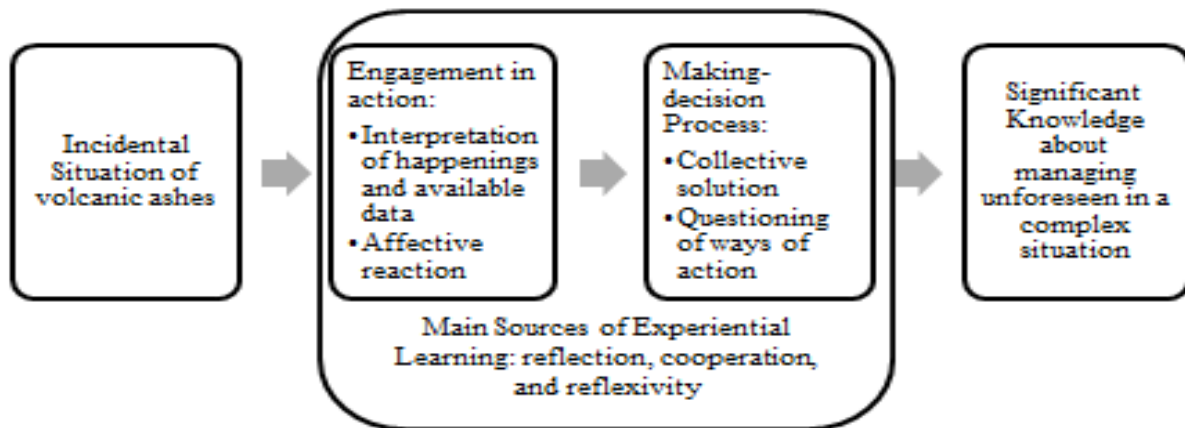 Incidental
Situation of
volcanic ashes
Engagement in
action:
•Interpretation
of happenings
and available
data
•Affective
reaction
Making-
decision
Process:
•Collective
solution
•Questioning
of ways of
action
Main Sources of Experiential
Learning: reflection, cooperation,
and reflexivity
Significant
Knowledge
about
managing
unforeseen in a
complex
situation